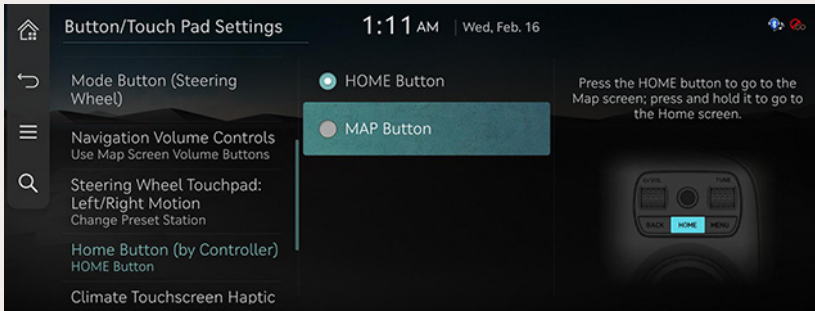 Button/Touch Pad Settings
1:11 AM
Wed, Feb. 16
Mode Button (Steering
Wheel)
Navigation Volume Controls
Use Map Screen Volume Buttons
Steering Wheel Touchpad:
Left/Right Motion
Change Preset Station
Home Button (by Controller)
HOME Button
Climate Touchscreen Haptic
HOME Button
MAP Button
Press the HOME button to go to the
Map screen; press and hold it to go to
the Home screen.
TUNE
BACK
HOME
MENU